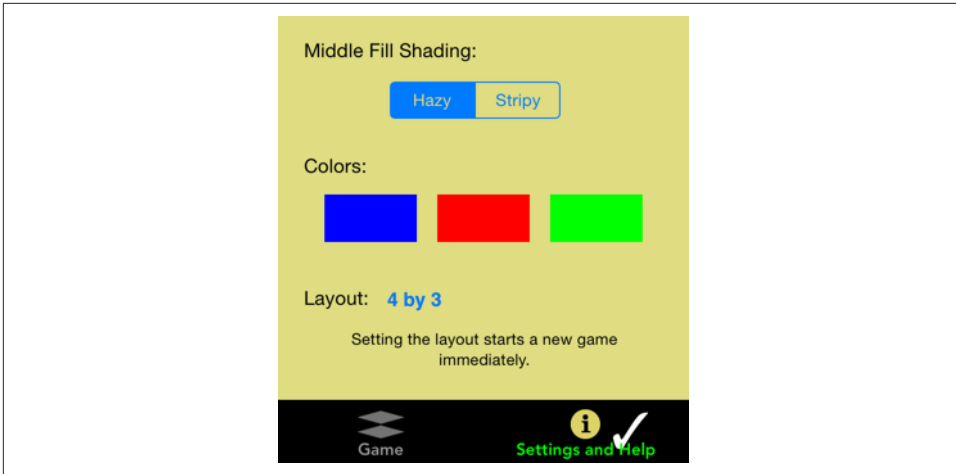 Middle Fill Shading:
Hazy Stripy
Colors:
Layout: 4 by 3
Setting the layout starts a new game
immediately.
Game Settings and Help